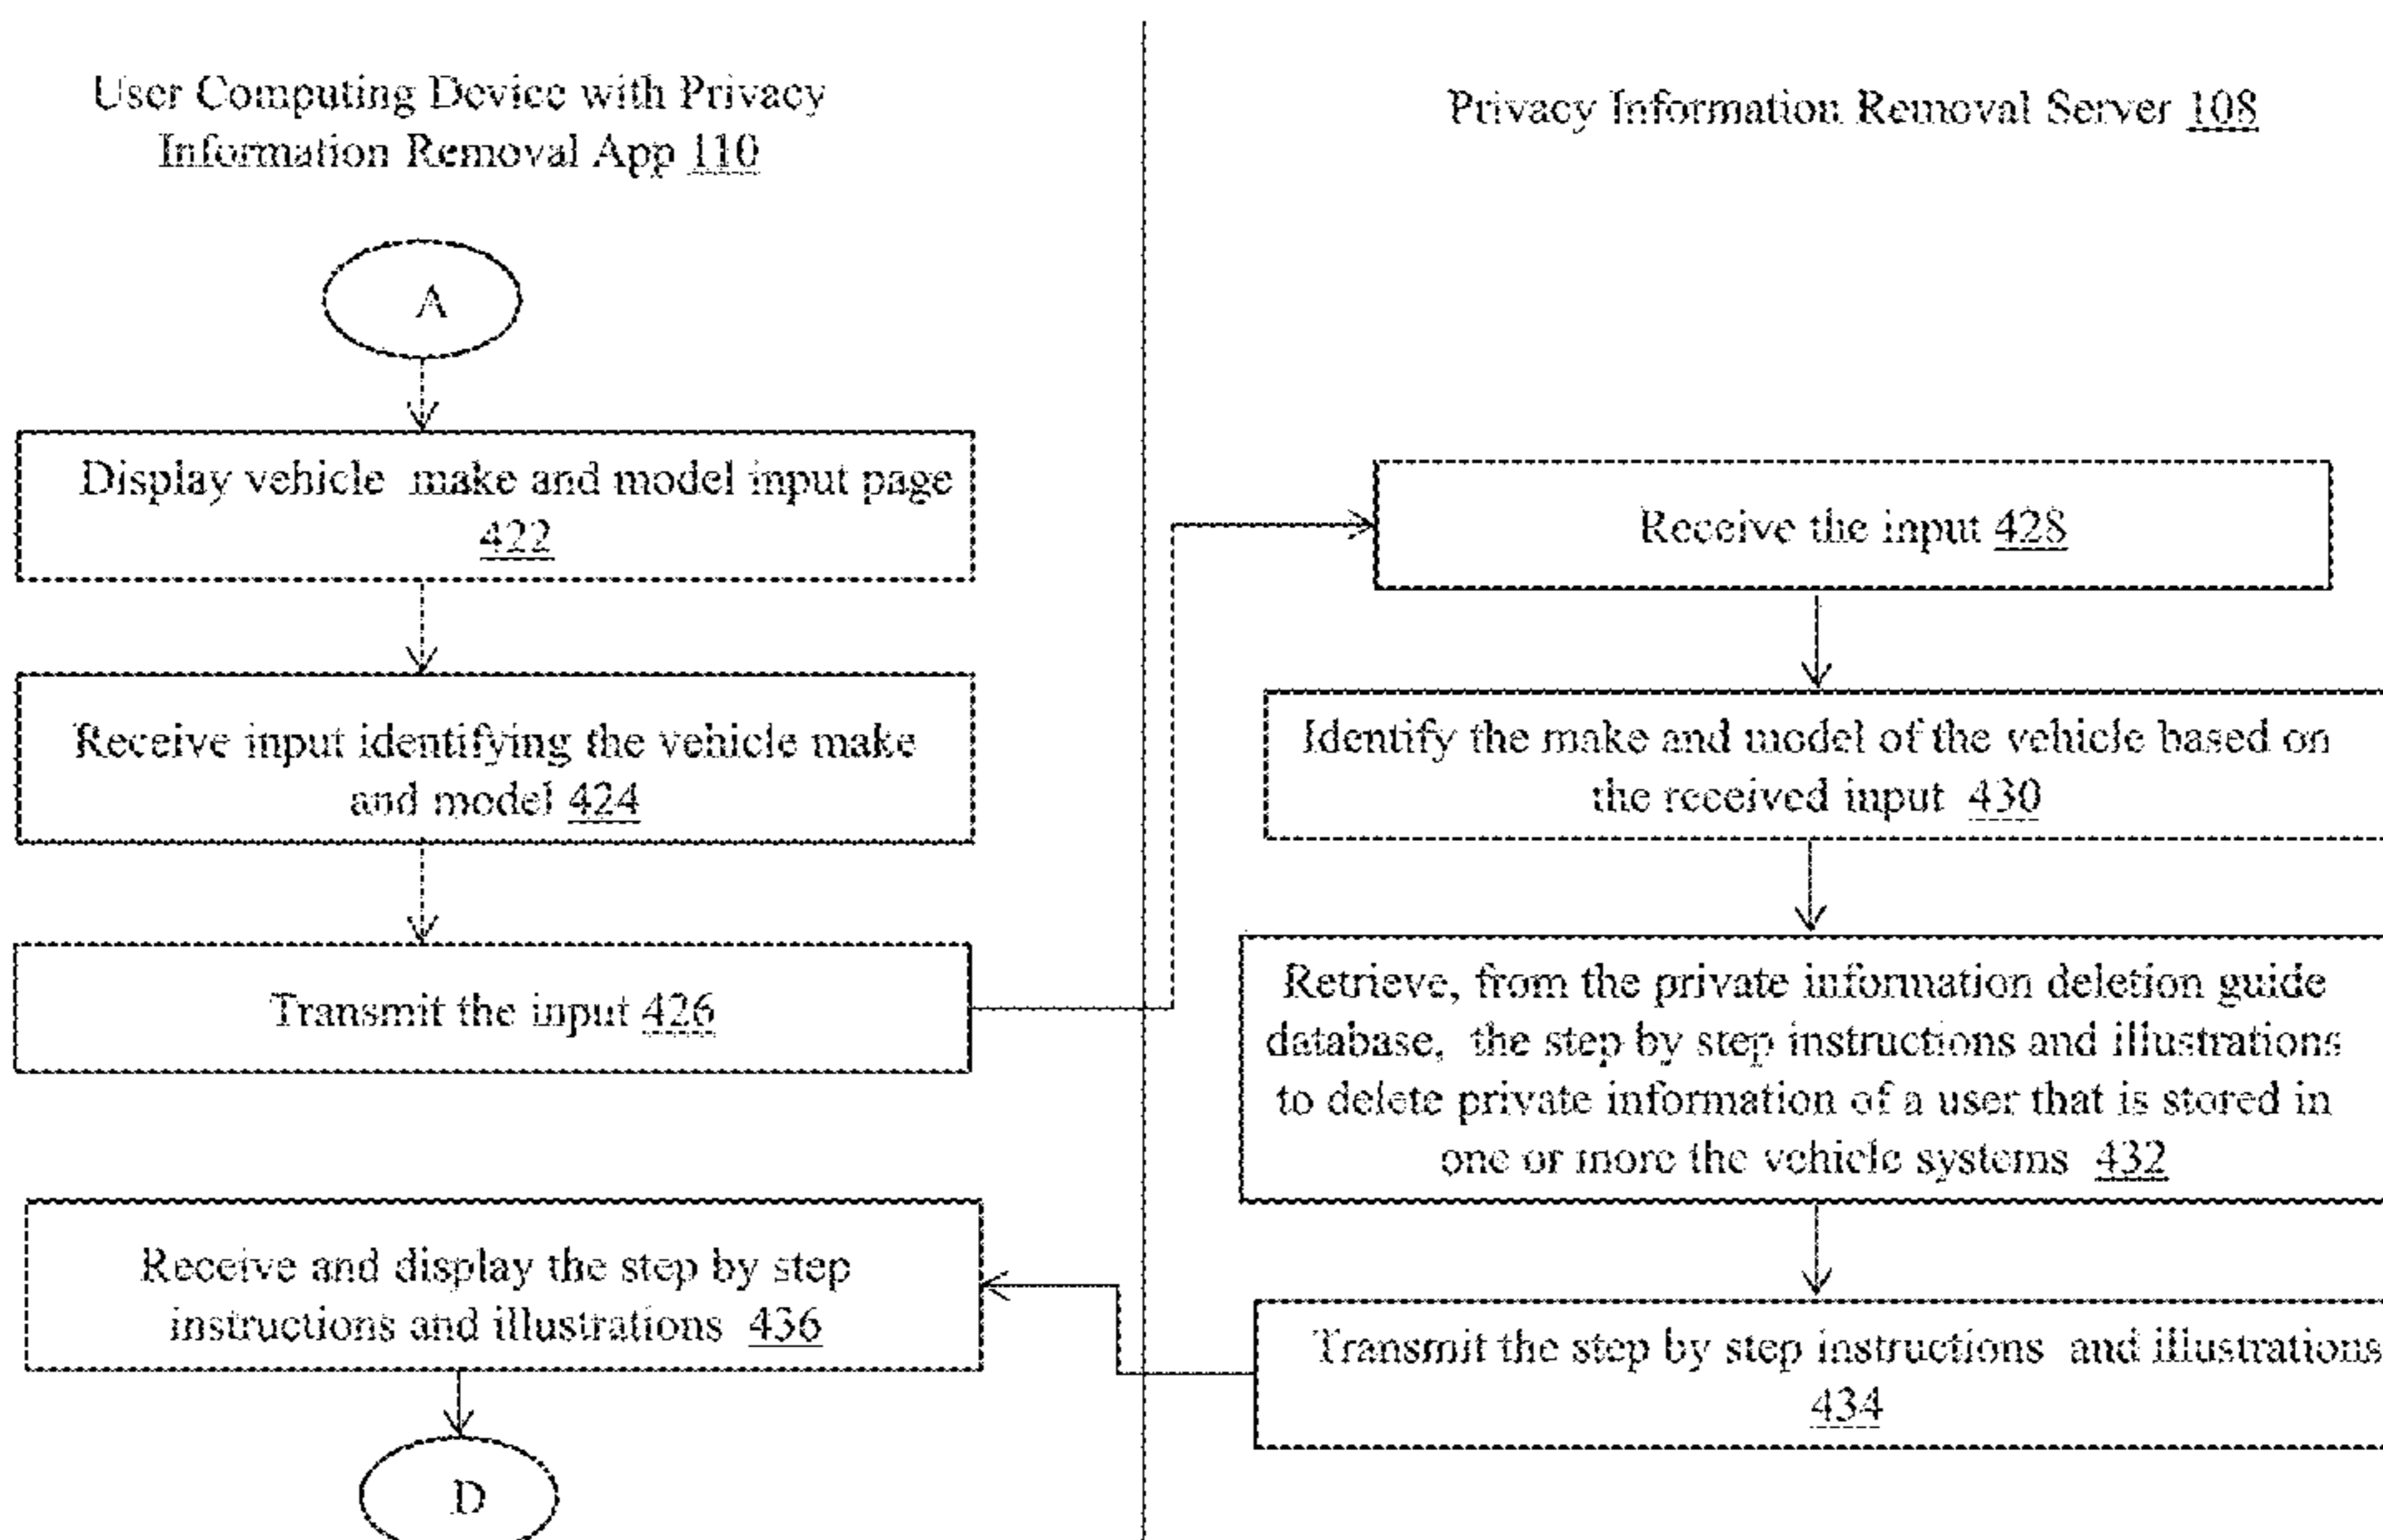 User Computing Device with Privacy
Information Removal App 110
A
Display vehicle make and model input page
422
Receive input identifying the vehicle make
and model 424
Transmit the input 426
Receive and display the step by step
instructions and illustrations 436
D
Privacy Information Removal Server 108
Receive the input 428
Identify the make and model of the vehicle based on
the received input 430
Retrieve, from the private information deletion guide
database, the step by step instructions and illustrations
to delete private information of a user that is stored in
one or more the vehicle systems 432
Transmit the step by step instructions and illustrations
434